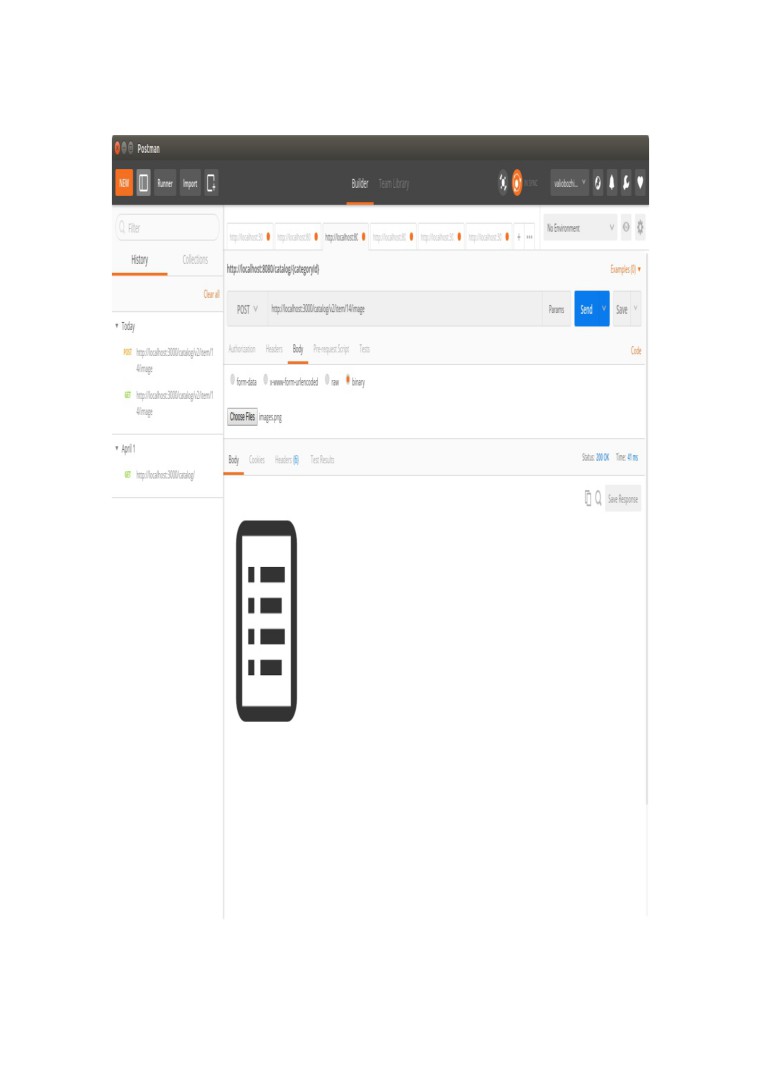 Postman
NEW Runner Import Builder Team Library IN SYNC
Filter
History Collections
Clear all
Today
POST http://localhost:3000/catalog/v2/item/1
4/image
GET http://localhost:3000/catalog/v2/item/1
4/image
April 1
GET http://localhost:3000/catalog/
http://localhost:30 http://localhost:80 http://localhost:80 http://localhost:80 http://localhost:30 http://localhost:30 + ···
No Environment
http://localhost:8080/catalog/{categoryId}
Examples (0)
POST http://localhost:3000/catalog/v2/item/14/image Params Send Save
Authorization Headers Body Pre-request Script Tests Code
form-data x-www-form-urlencoded raw binary
Choose Files images.png
Body Cookies Headers (6) Test Results Status: 200 OK Time: 41 ms
Save Response